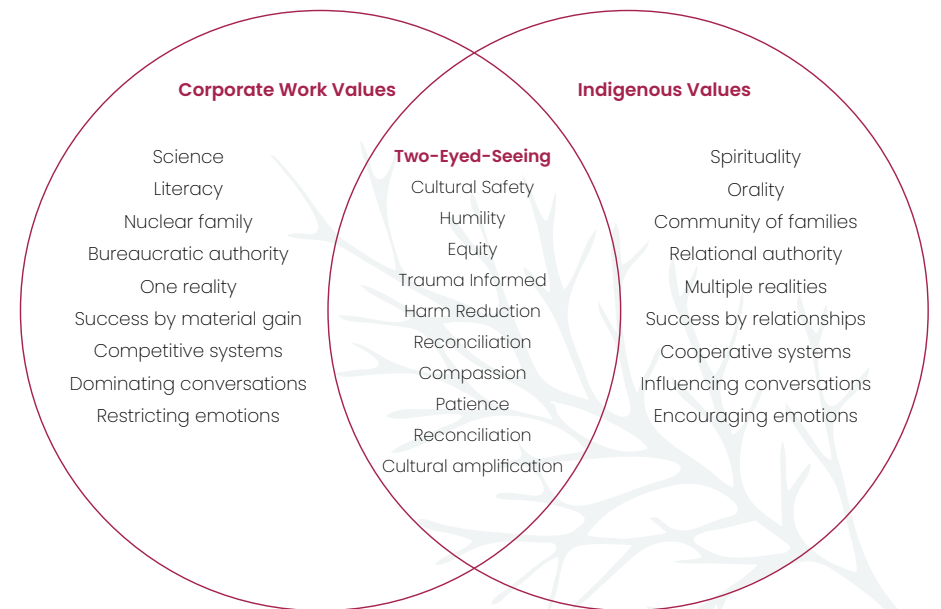 Corporate Work Values
Science
Literacy
Nuclear family
Bureaucratic authority
One reality
Success by material gain
Competitive systems
Dominating conversations
Restricting emotions
Two-Eyed-Seeing
Cultural Safety
Humility
Equity
Trauma Informed
Harm Reduction
Reconciliation
Compassion
Patience
Reconciliation
Cultural amplification
Indigenous Values
Spirituality
Orality
Community of families
Relational authority
Multiple realities
Success by relationships
Cooperative systems
Influencing conversations
Encouraging emotions